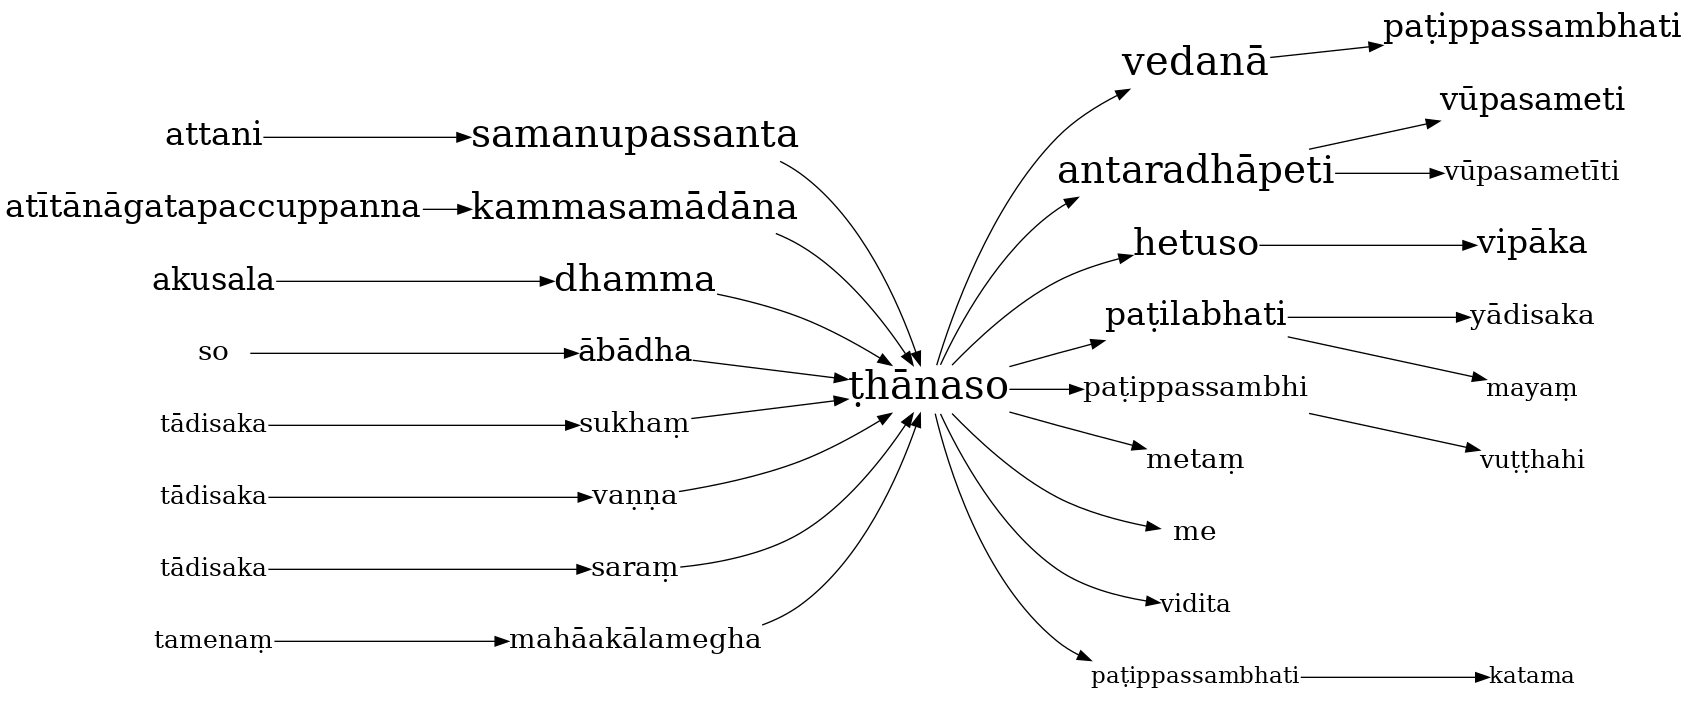 paṭippassambhati
vedanā
vūpasameti
attani samanupassanta
antaradhāpeti vūpasametīti
atītānāgatapaccuppanna kammasamādāna
hetuso vipāka
akusala dhamma
paṭilabhati yādisaka
so ābādha
ṭhānaso
paṭippassambhi mayaṃ
tādisaka sukhaṃ
metaṃ vuṭṭhahi
tādisaka vaṇṇa
me
tādisaka saraṃ
vidita
tamenaṃ mahāakālamegha
paṭippassambhati katama